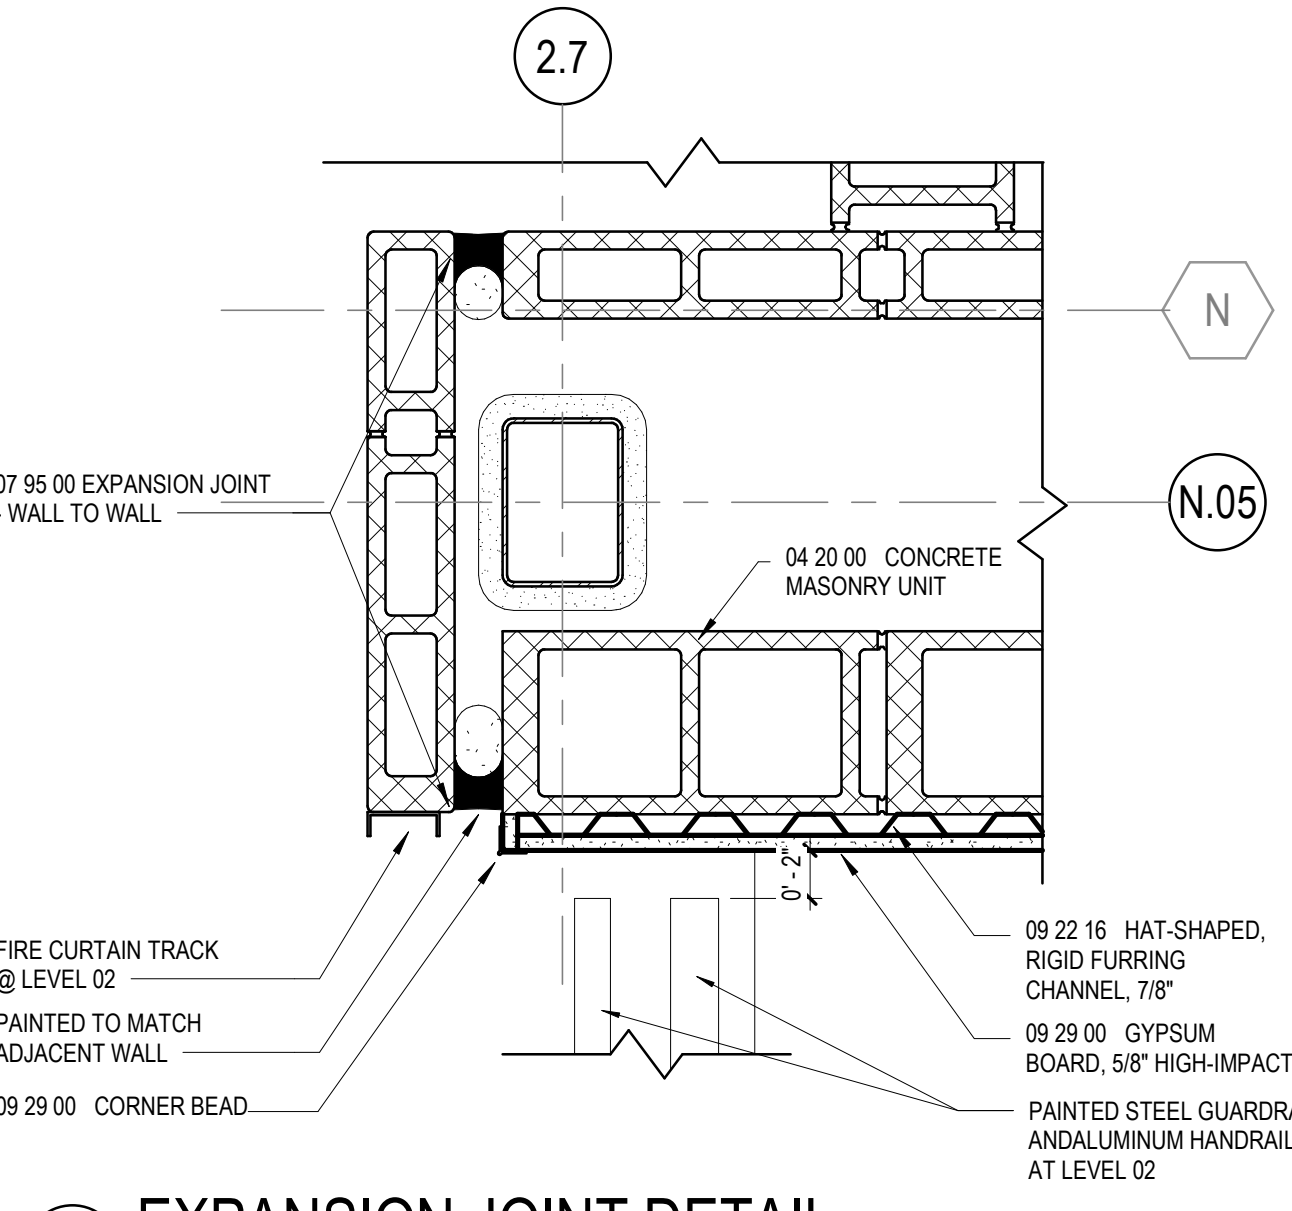 2.7
N
N.05
07 95 00 EXPANSION JOINT
- WALL TO WALL
04 20 00 CONCRETE
MASONRY UNIT
0' - 2"
FIRE CURTAIN TRACK
@ LEVEL 02
PAINTED TO MATCH
ADJACENT WALL
09 29 00 CORNER BEAD
09 22 16 HAT-SHAPED,
RIGID FURRING
CHANNEL, 7/8"
09 29 00 GYPSUM
BOARD, 5/8" HIGH-IMPACT
PAINTED STEEL
ANDALUMINUM HANDRAIL
AT LEVEL 02
EXPANSION JOINT DETAIL